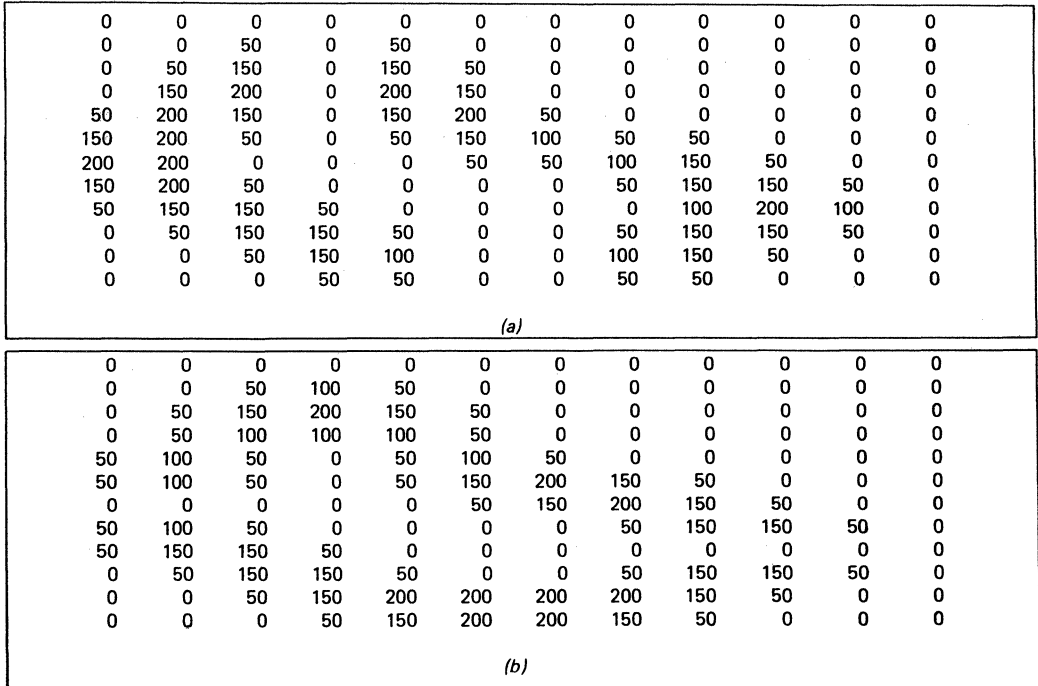 0 0 0 0 0 0 0 0 0 0 0 0
0 0 50 0 50 0 0 0 0 0 0 0
0 50 150 0 150 50 0 0 0 0 0 0
0 150 200 0 200 150 0 0 0 0 0 0
50 200 150 0 150 200 50 0 0 0 0 0
150 200 50 0 50 150 100 50 50 0 0 0
200 200 0 0 0 50 50 100 150 50 0 0
150 200 50 0 0 0 0 50 150 150 50 0
50 150 150 50 0 0 0 0 100 200 100 0
0 50 150 150 50 0 0 50 150 150 50 0
0 0 50 150 100 0 0 100 150 50 0 0
0 0 0 50 50 0 0 50 50 0 0 0
(a)
0 0 0 0 0 0 0 0 0 0 0 0
0 0 50 100 50 0 0 0 0 0 0 0
0 50 150 200 150 50 0 0 0 0 0 0
0 50 100 100 100 50 0 0 0 0 0 0
50 100 50 0 50 100 50 0 0 0 0 0
50 100 50 0 50 150 200 150 50 0 0 0
0 0 0 0 0 50 150 200 150 50 0 0
50 100 50 0 0 0 0 50 150 150 50 0
50 150 150 50 0 0 0 0 0 0 0 0
0 50 150 150 50 0 0 50 150 150 50 0
0 0 50 150 200 200 200 200 150 50 0 0
0 0 0 50 150 200 200 150 50 0 0 0
(b)